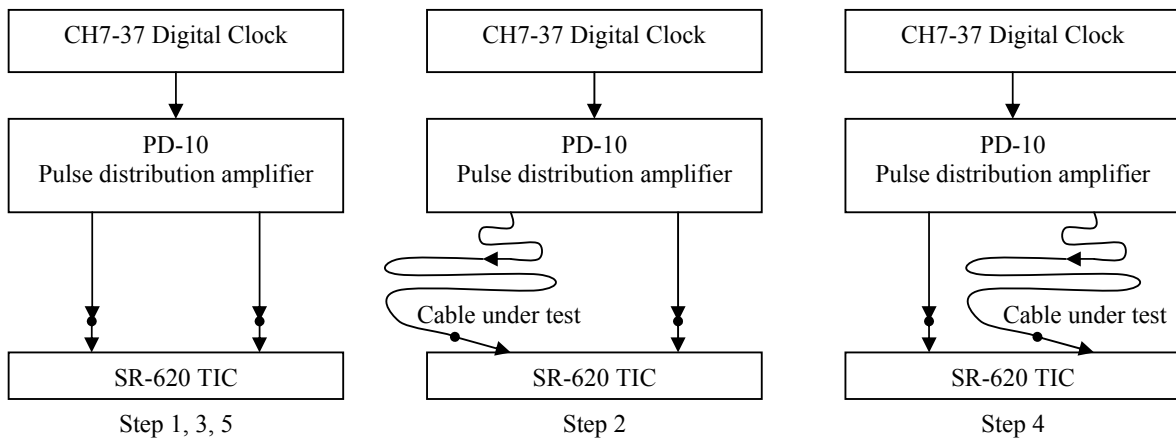 CH7-37 Digital Clock
PD-10
Pulse distribution amplifier
SR-620 TIC
Step 1, 3, 5
CH7-37 Digital Clock
PD-10
Pulse distribution amplifier
Cable under test
SR-620 TIC
Step 2
CH7-37 Digital Clock
PD-10
Pulse distribution amplifier
Cable under test
SR-620 TIC
Step 4